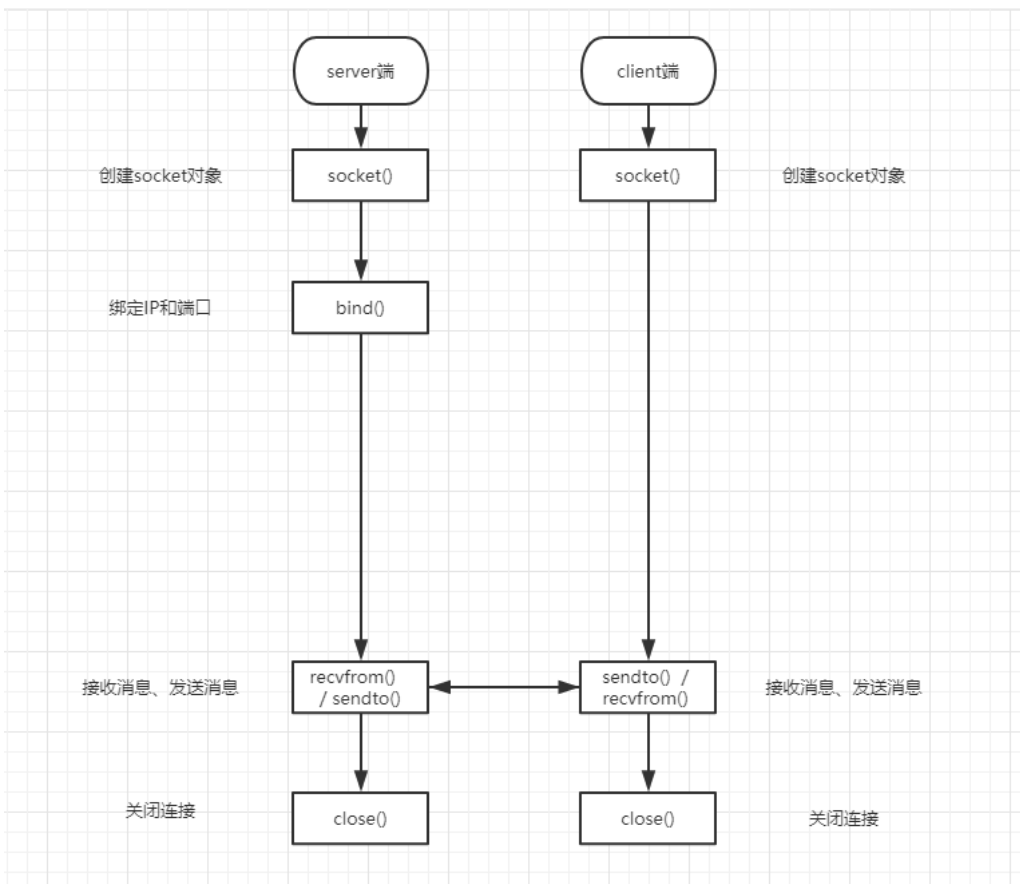 server端
client端
创建socket对象
socket()
socket()
创建socket对象
绑定IP和端口
bind()
接收消息、发送消息
recvfrom()
/ sendto()
sendto() /
recvfrom()
接收消息、发送消息
关闭连接
close()
close()
关闭连接